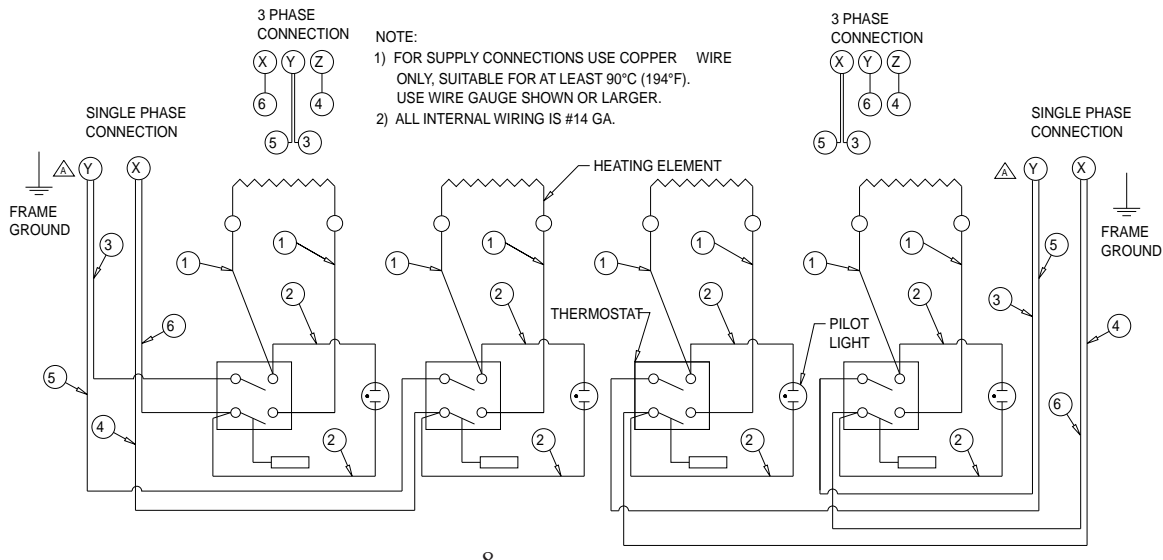 3 PHASE
CONNECTION
X Y Z
6 4
5 3
NOTE:
1) FOR SUPPLY CONNECTIONS USE COPPER WIRE
ONLY, SUITABLE FOR AT LEAST 90°C (194°F).
USE WIRE GAUGE SHOWN OR LARGER.
2) ALL INTERNAL WIRING IS #14 GA.
3 PHASE
CONNECTION
X Y Z
6 4
5 3
SINGLE PHASE
CONNECTION
A Y X
FRAME
GROUND
SINGLE PHASE
CONNECTION
A Y X
FRAME
GROUND
HEATING ELEMENT
THERMOSTAT
PILOT
LIGHT
3
6
5
4
1
1
2
2
1
1
2
2
1
1
2
2
1
1
2
2
5
3
4
6
8